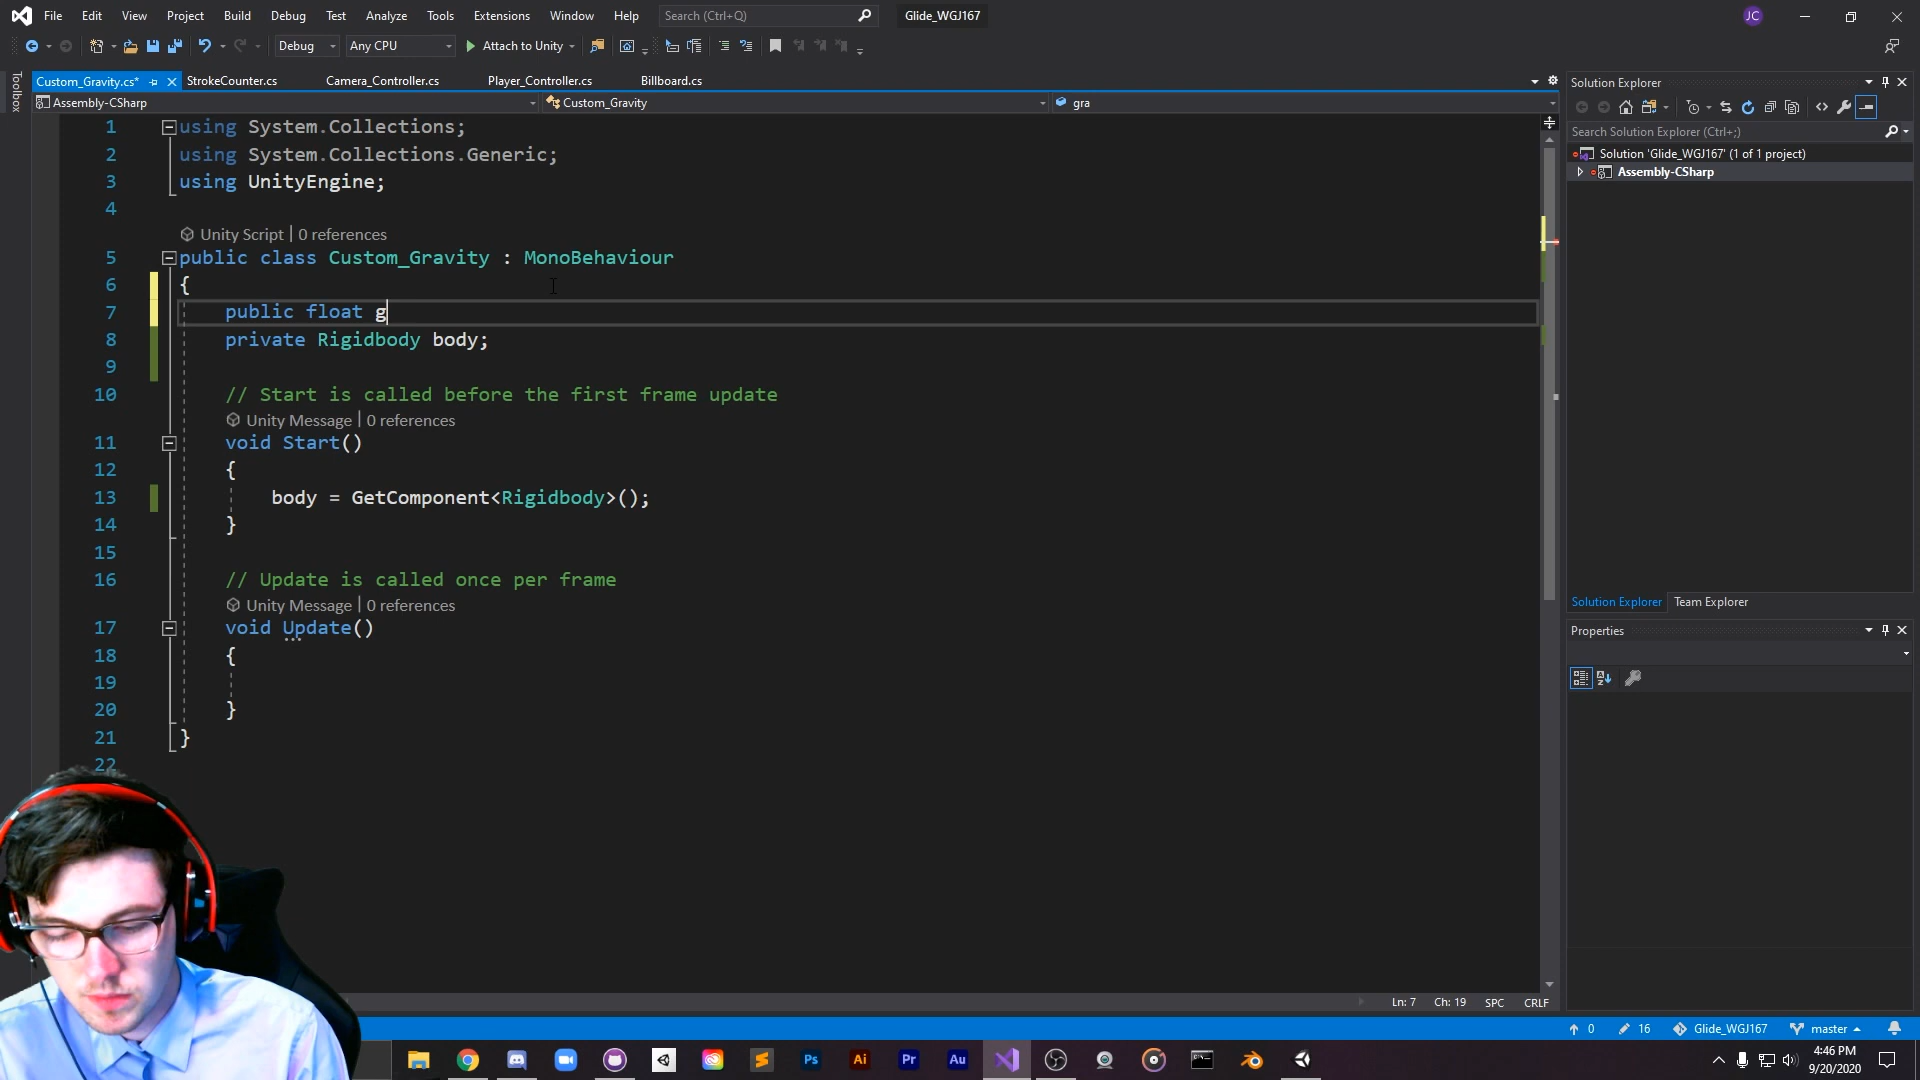 File Edit View Project Build Debug Test Analyze Tools Extensions Window Help Search (Ctrl+Q) Glide_WGJ167 JC
Debug Any CPU Attach to Unity
Toolbox
Custom_Gravity.cs* StrokeCounter.cs Camera_Controller.cs Player_Controller.cs Billboard.cs
Assembly-CSharp Custom_Gravity gra
1 using System.Collections;
2 using System.Collections.Generic;
3 using UnityEngine;
4
Unity Script | 0 references
5 public class Custom_Gravity : MonoBehaviour
6 {
7 public float g
8 private Rigidbody body;
9
10 // Start is called before the first frame update
Unity Message | 0 references
11 void Start()
12 {
13 body = GetComponent<Rigidbody>();
14 }
15
16 // Update is called once per frame
Unity Message | 0 references
17 void Update()
18 {
19
20 }
21 }
22
Solution Explorer
Search Solution Explorer (Ctrl+;)
Solution 'Glide_WGJ167' (1 of 1 project)
Assembly-CSharp
Solution Explorer Team Explorer
Properties
Ln: 7 Ch: 19 SPC CRLF
0 16 Glide_WGJ167 master
Ps Ai Pr Au
4:46 PM
9/20/2020